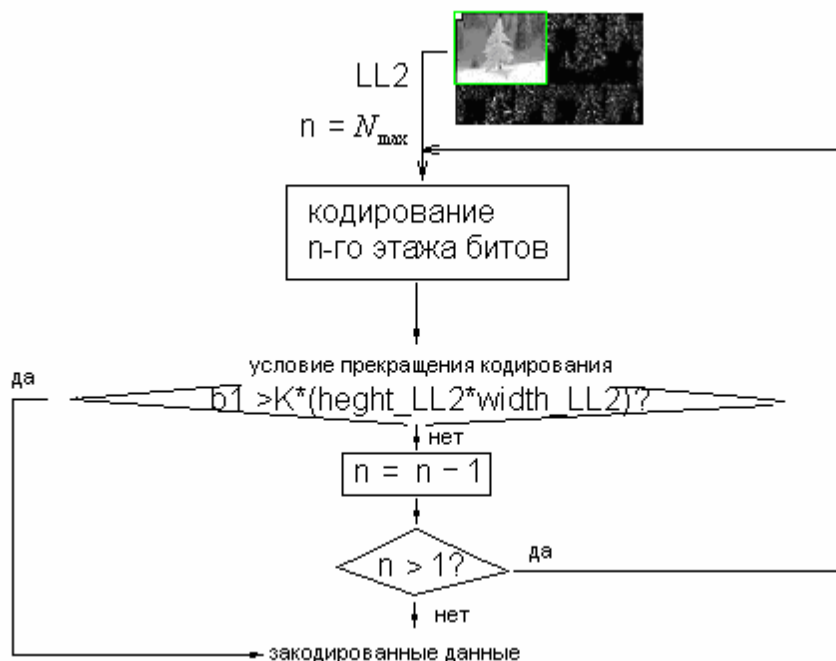 LL2
n = Nmax
кодирование
n-го этажа битов
условие прекращения кодирования
да
b1 >K*(heght_LL2*width_LL2)?
нет
n = n − 1
n > 1?
да
нет
закодированные данные